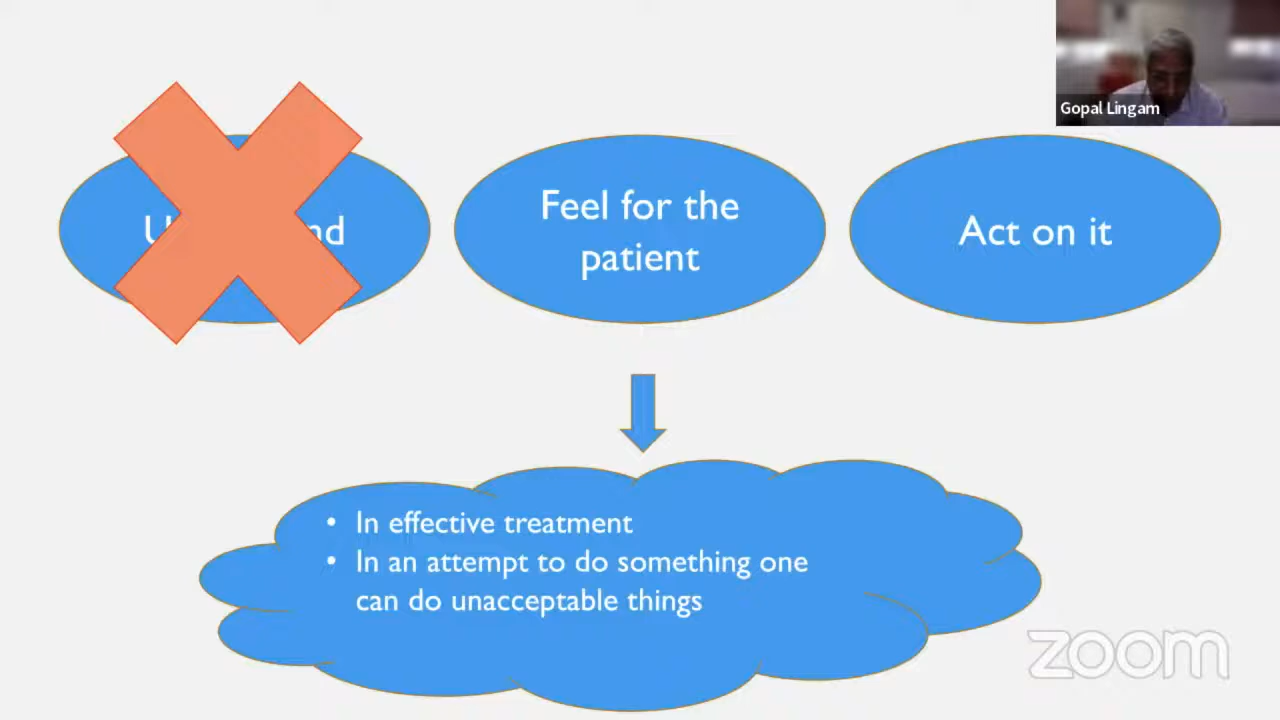 Gopal Lingam
Feel for the
patient
Act on it
• In effective treatment
• In an attempt to do something one
can do unacceptable things
zoom